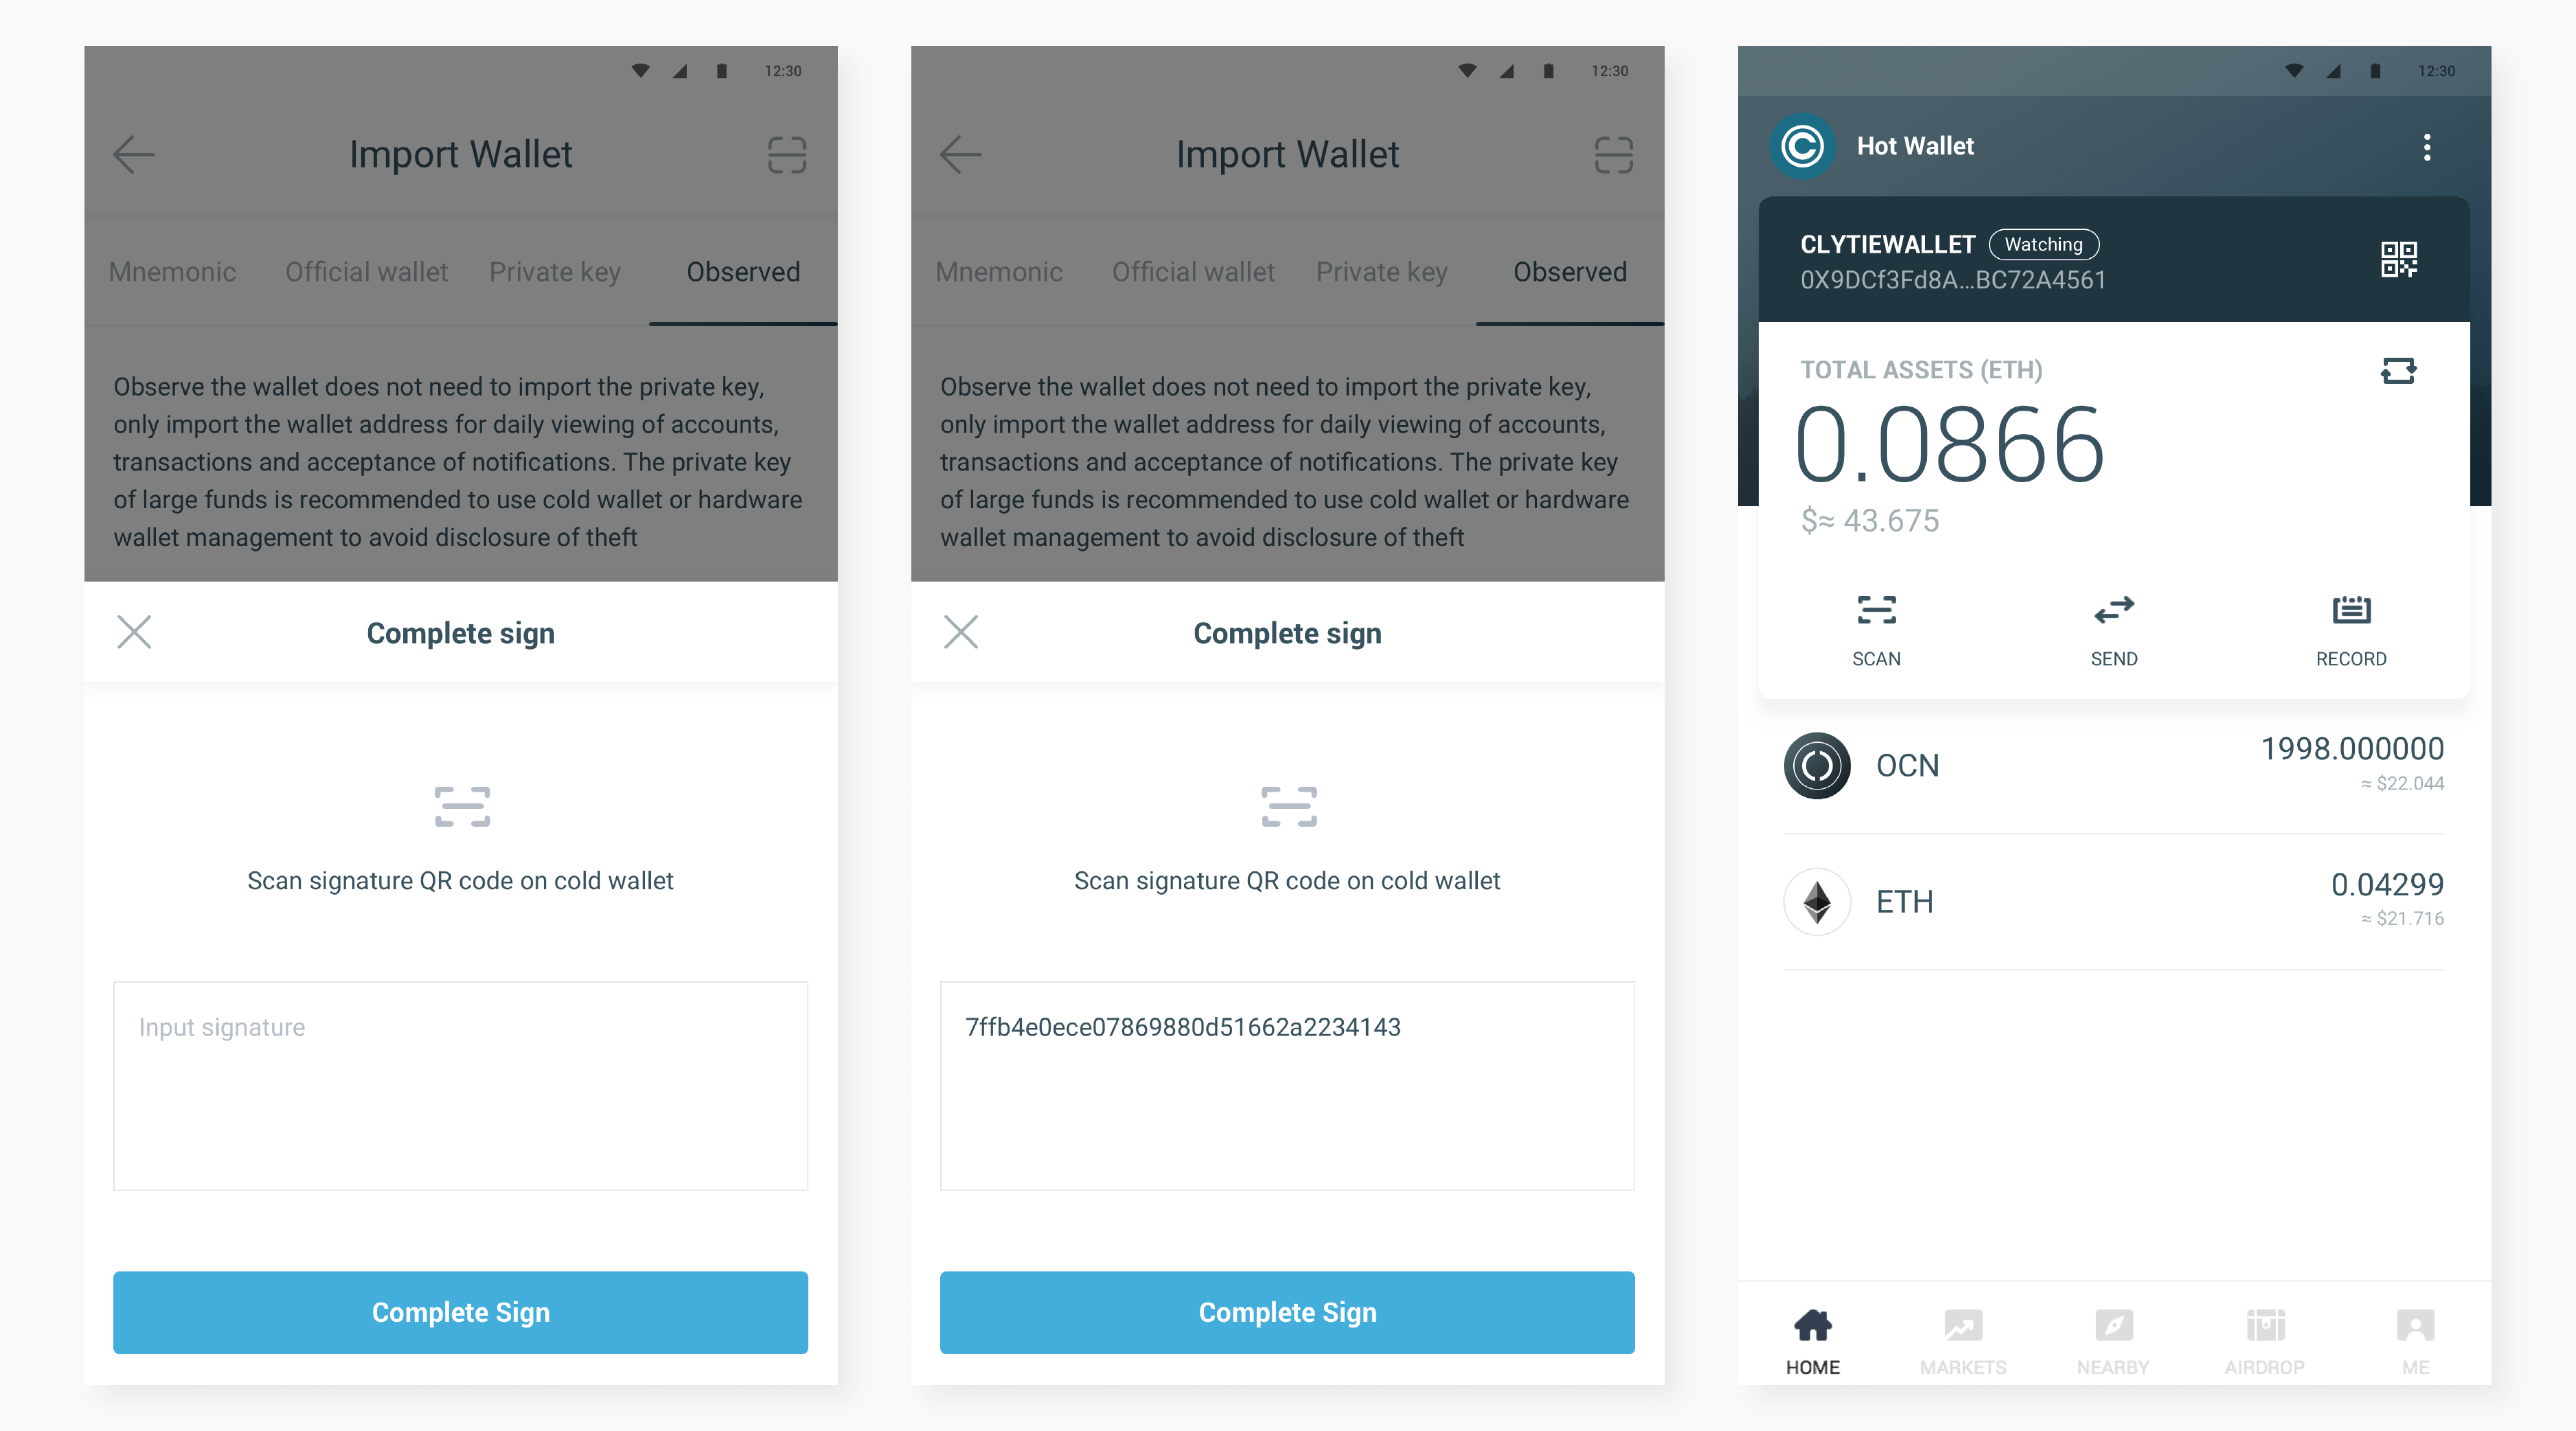 12:30
Import Wallet
Mnemonic Official wallet Private key Observed
Observe the wallet does not need to import the private key,
only import the wallet address for daily viewing of accounts,
transactions and acceptance of notifications. The private key
of large funds is recommended to use cold wallet or hardware
wallet management to avoid disclosure of theft
Complete sign
Scan signature QR code on cold wallet
Input signature
Complete Sign
12:30
Import Wallet
Mnemonic Official wallet Private key Observed
Observe the wallet does not need to import the private key,
only import the wallet address for daily viewing of accounts,
transactions and acceptance of notifications. The private key
of large funds is recommended to use cold wallet or hardware
wallet management to avoid disclosure of theft
Complete sign
Scan signature QR code on cold wallet
7ffb4e0ece07869880d51662a2234143
Complete Sign
12:30
Hot Wallet
CLYTIEWALLET Watching
0X9DCf3Fd8A...BC72A4561
TOTAL ASSETS (ETH)
0.0866
$≈ 43.675
SCAN SEND RECORD
OCN 1998.000000
≈ $22.044
ETH 0.04299
≈ $21.716
HOME MARKETS NEARBY AIRDROP ME